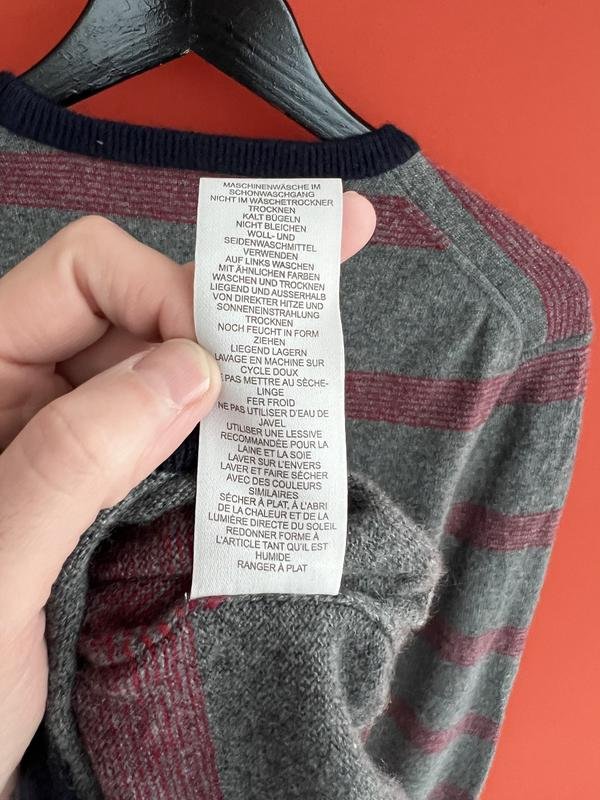 MASCHINENWÄSCHE IM
SCHONWASCHGANG
NICHT IM WÄSCHETROCKNER
TROCKNEN
KALT BÜGELN
NICHT BLEICHEN
WOLL- UND
SEIDENWASCHMITTEL
VERWENDEN
AUF LINKS WASCHEN
MIT ÄHNLICHEN FARBEN
WASCHEN UND TROCKNEN
LIEGEND UND AUSSERHALB
VON DIREKTER HITZE UND
SONNENEINSTRAHLUNG
TROCKNEN
NOCH FEUCHT IN FORM
ZIEHEN
LIEGEND LAGERN
LAVAGE EN MACHINE SUR
CYCLE DOUX
PAS METTRE AU SÈCHE-
LINGE
FER FROID
NE PAS UTILISER D'EAU DE
JAVEL
UTILISER UNE LESSIVE
RECOMMANDÉE POUR LA
LAINE ET LA SOIE
LAVER SUR L'ENVERS
LAVER ET FAIRE SÉCHER
AVEC DES COULEURS
SIMILAIRES
SÉCHER À PLAT, À L'ABRI
DE LA CHALEUR ET DE LA
LUMIÈRE DIRECTE DU SOLEIL
REDONNER FORME À
L'ARTICLE TANT QU'IL EST
HUMIDE
RANGER À PLAT